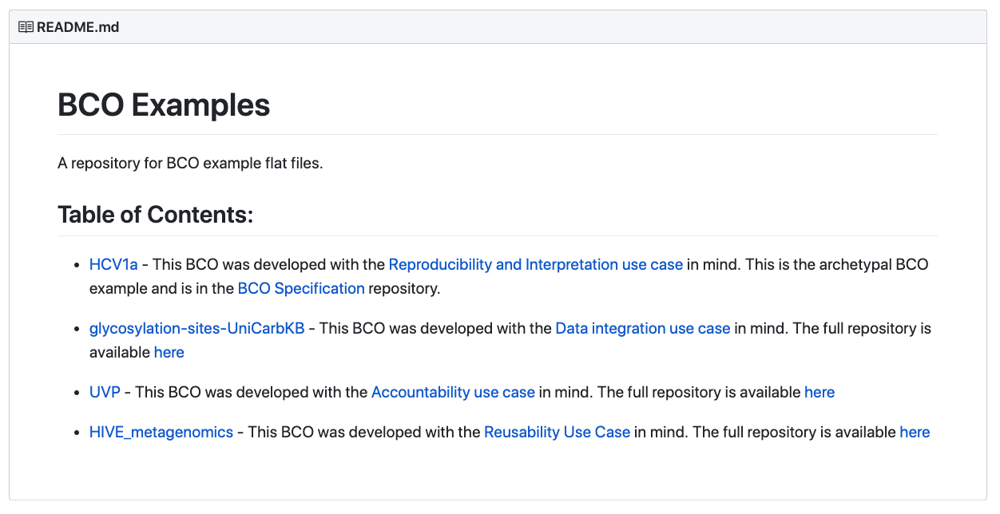 README.md
BCO Examples
A repository for BCO example flat files.
Table of Contents:
• HCV1a - This BCO was developed with the Reproducibility and Interpretation use case in mind. This is the archetypal BCO
example and is in the BCO Specification repository.
• glycosylation-sites-UniCarbKB - This BCO was developed with the Data integration use case in mind. The full repository is
available here
• UVP - This BCO was developed with the Accountability use case in mind. The full repository is available here
• HIVE_metagenomics - This BCO was developed with the Reusability Use Case in mind. The full repository is available here